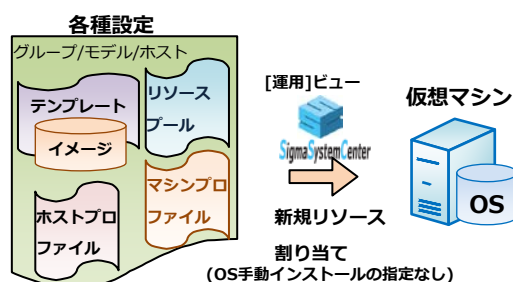 各種設定
グループ/モデル/ホスト
テンプレート
イメージ
リソース
プール
ホストプロ
ファイル
マシンプロ
ファイル
[運用]ビュー
SigmaSystemCenter
新規リソース
割り当て
(OS手動インストールの指定なし)
仮想マシン
OS